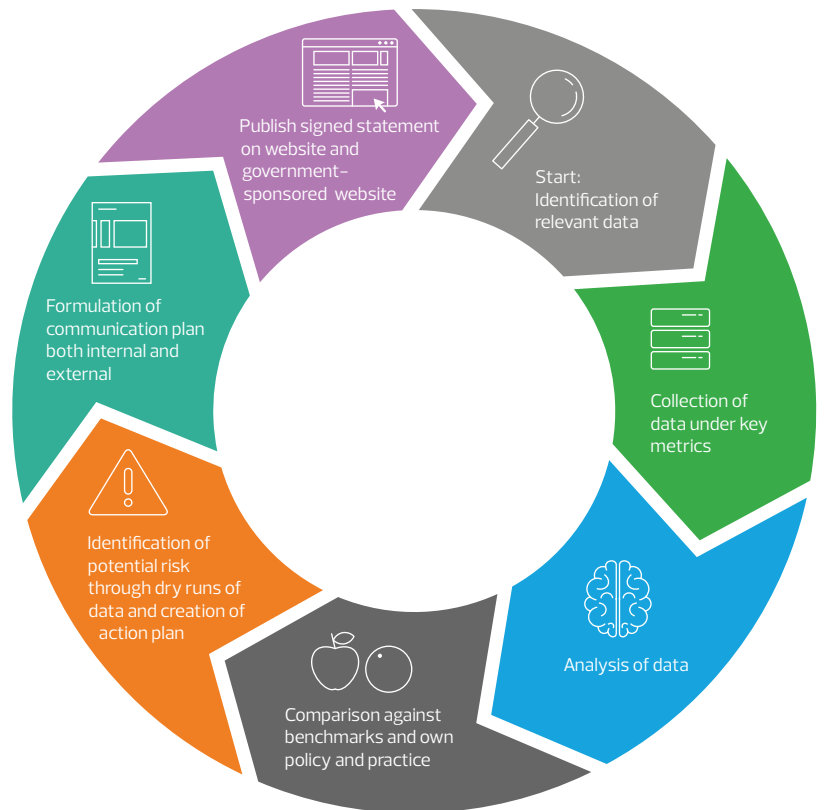 Start:
Identification of
relevant data
Collection of
data under key
metrics
Analysis of data
Comparison against
benchmarks and own
policy and practice
Identification of
potential risk
through dry runs of
data and creation of
action plan
Formulation of
communication plan
both internal and
external
Publish signed statement
on website and
government-
sponsored website